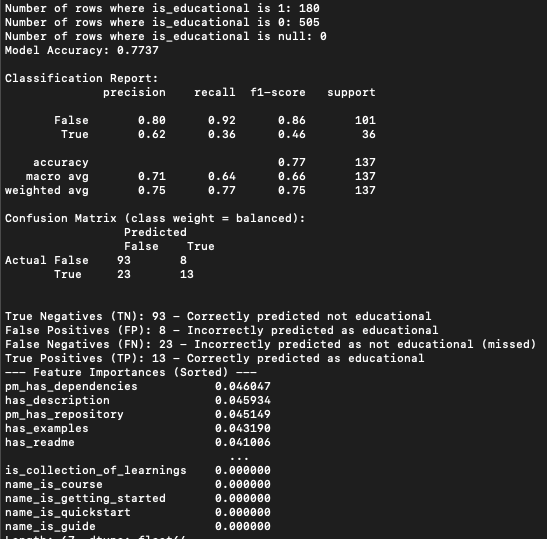 Number of rows where is_educational is 1: 180
Number of rows where is_educational is 0: 505
Number of rows where is_educational is null: 0
Model Accuracy: 0.7737
Classification Report:
precision recall f1-score support
False 0.80 0.92 0.86 101
True 0.62 0.36 0.46 36
accuracy 0.77 137
macro avg 0.71 0.64 0.66 137
weighted avg 0.75 0.77 0.75 137
Confusion Matrix (class weight = balanced):
Predicted
False True
Actual False 93 8
True 23 13
True Negatives (TN): 93 – Correctly predicted not educational
False Positives (FP): 8 – Incorrectly predicted as educational
False Negatives (FN): 23 – Incorrectly predicted as not educational (missed)
True Positives (TP): 13 – Correctly predicted as educational
--- Feature Importances (Sorted) ---
pm_has_dependencies 0.046047
has_description 0.045934
pm_has_repository 0.045149
has_examples 0.043190
has_readme 0.041006
...
is_collection_of_learnings 0.000000
name_is_course 0.000000
name_is_getting_started 0.000000
name_is_quickstart 0.000000
name_is_guide 0.000000
Length: 67, dtype: float64